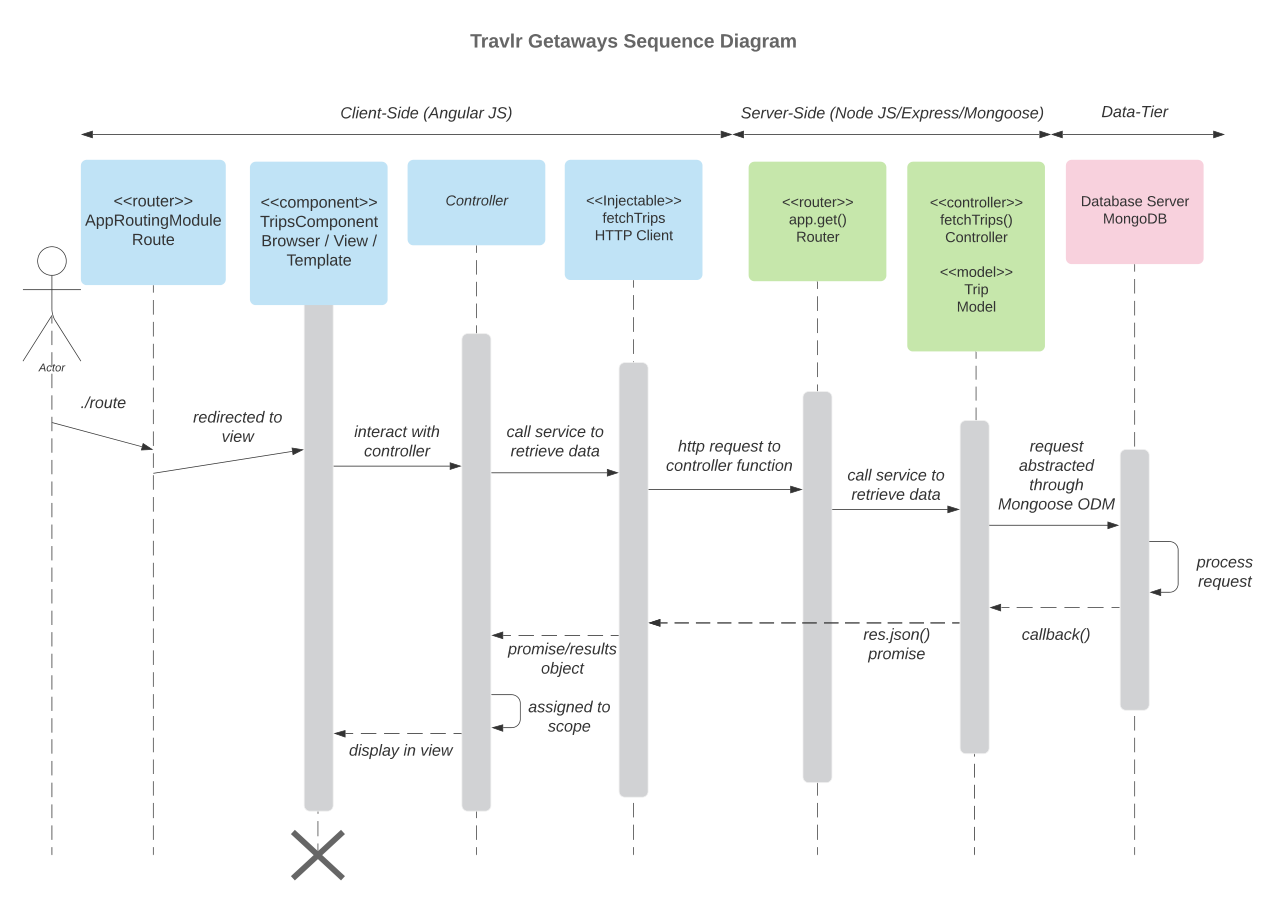 Travlr Getaways Sequence Diagram
Client-Side (Angular JS)
Server-Side (Node JS/Express/Mongoose)
Data-Tier
<<router>>
AppRoutingModule
Route
<<component>>
TripsComponent
Browser / View /
Template
Controller
<<Injectable>>
fetchTrips
HTTP Client
<<router>>
app.get()
Router
<<controller>>
fetchTrips()
Controller
<<model>>
Trip
Model
Database Server
MongoDB
Actor
./route
redirected to
view
interact with
controller
call service to
retrieve data
http request to
controller function
call service to
retrieve data
request
abstracted
through
Mongoose ODM
process
request
callback()
res.json()
promise
promise/results
object
assigned to
scope
display in view